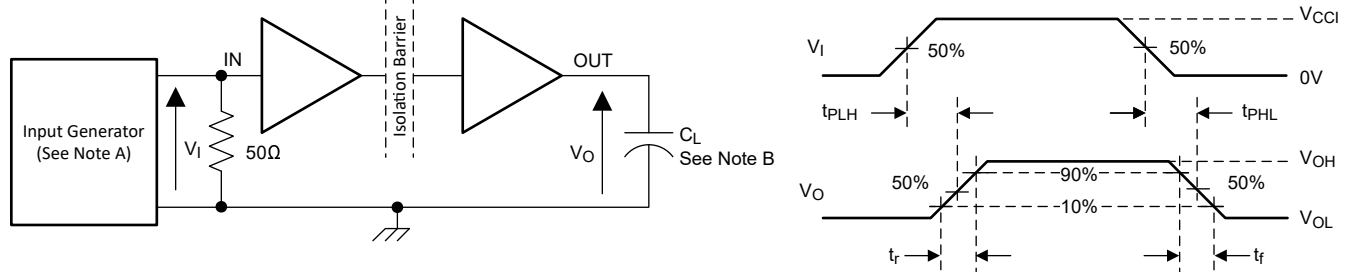 Input Generator
(See Note A)
V_I
IN
50Ω
Isolation Barrier
OUT
V_O
C_L
See Note B
V_I
50%
50%
V_CCI
0V
t_PLH
t_PHL
V_O
50%
90%
50%
10%
V_OH
V_OL
t_r
t_f